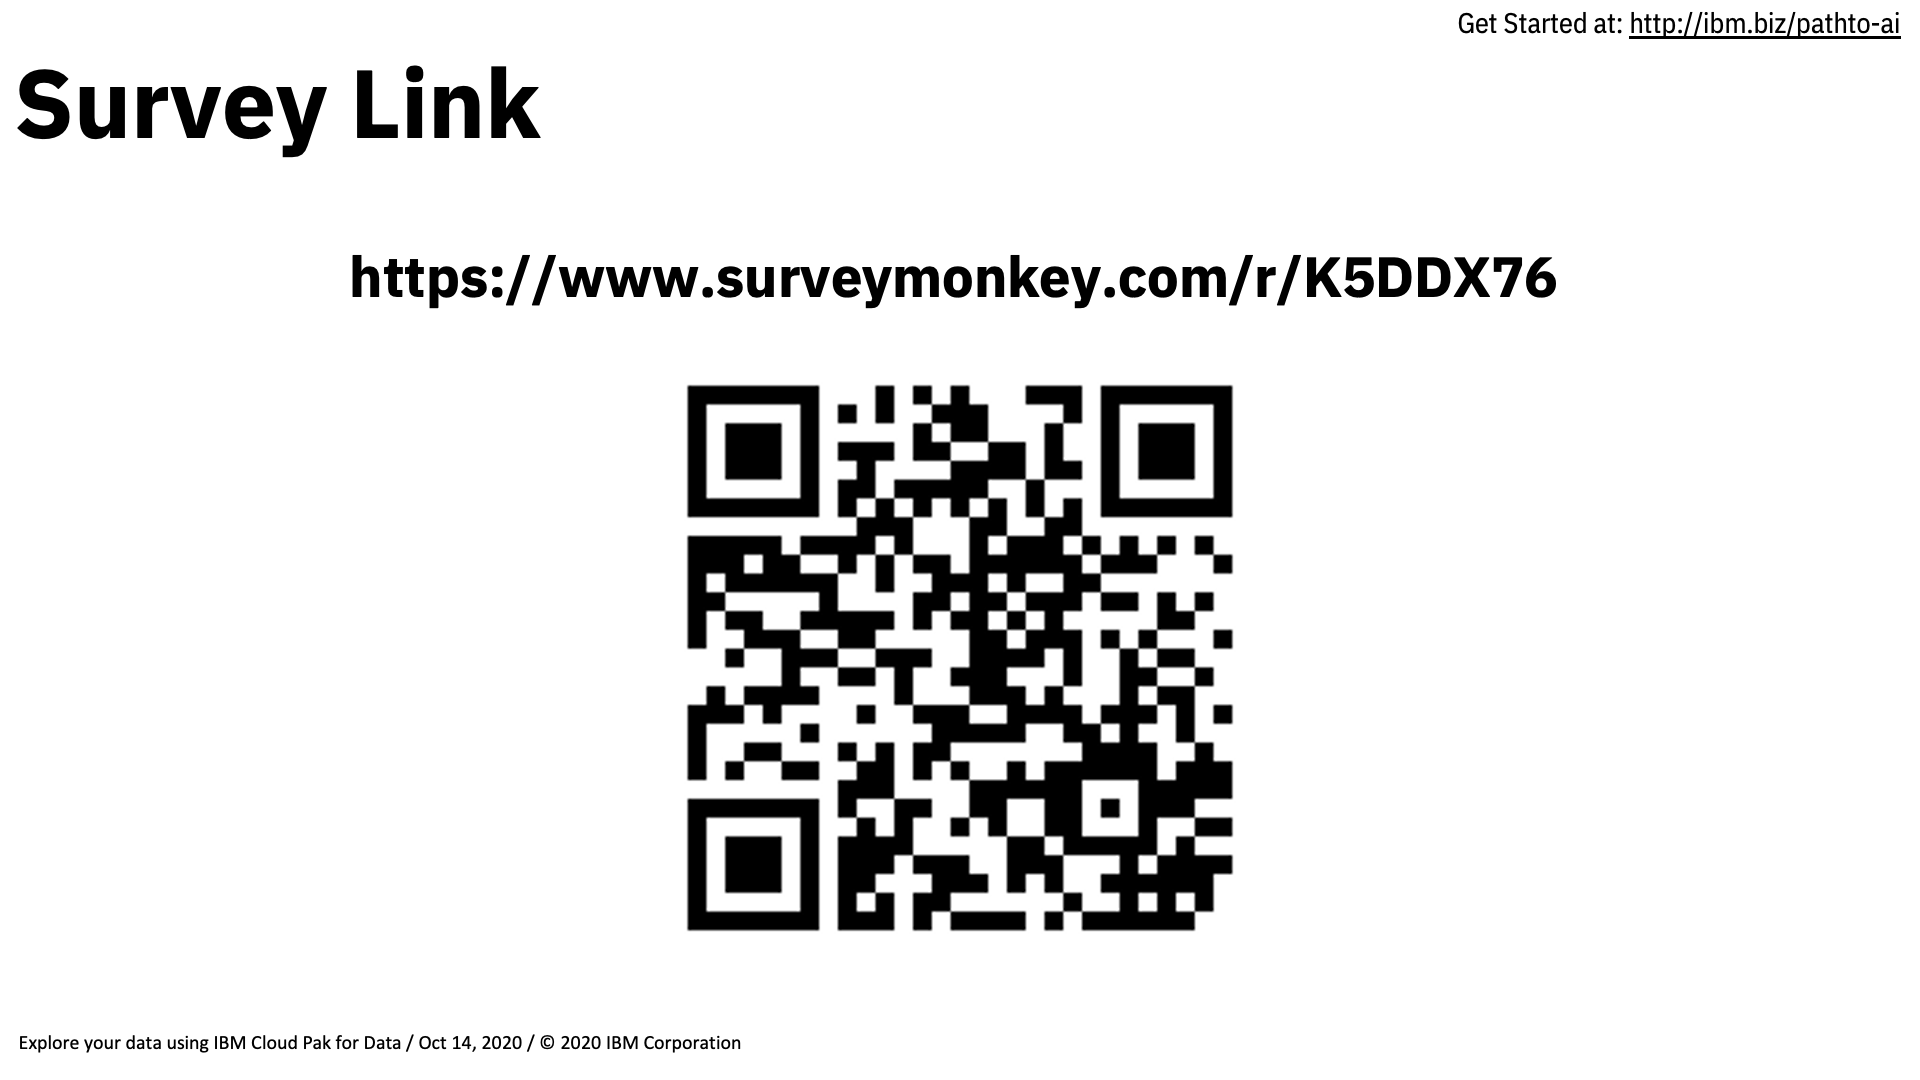 Get Started at: http://ibm.biz/pathto-ai
Survey Link
https://www.surveymonkey.com/r/K5DDX76
Explore your data using IBM Cloud Pak for Data / Oct 14, 2020 / © 2020 IBM Corporation